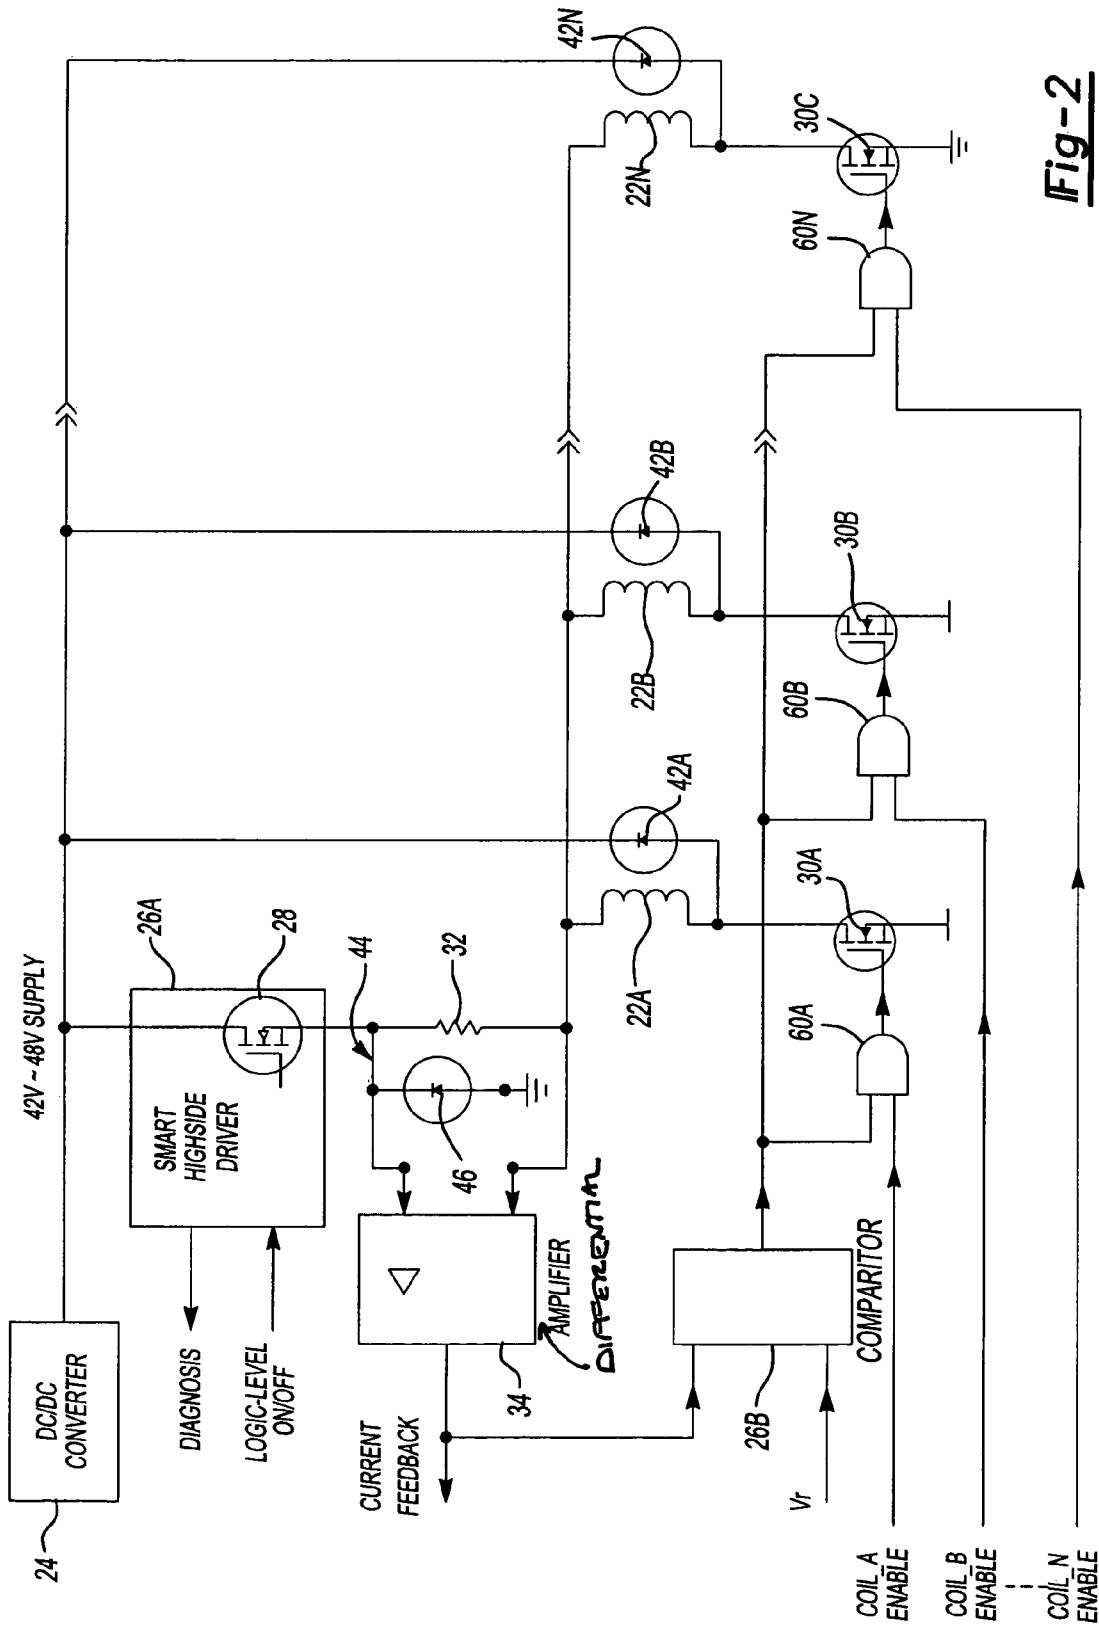 24
DC/DC
CONVERTER
42V ~ 48V SUPPLY
26A
SMART
HIGHSIDE
DRIVER
28
DIAGNOSIS
LOGIC-LEVEL
ON/OFF
44
32
46
CURRENT
FEEDBACK
34
AMPLIFIER
DIFFERENTIAL
22A
42A
22B
42B
22N
42N
26B
COMPARITOR
Vr
60A
30A
60B
30B
60N
30C
COIL_A
ENABLE
COIL_B
ENABLE
COIL_N
ENABLE
Fig-2